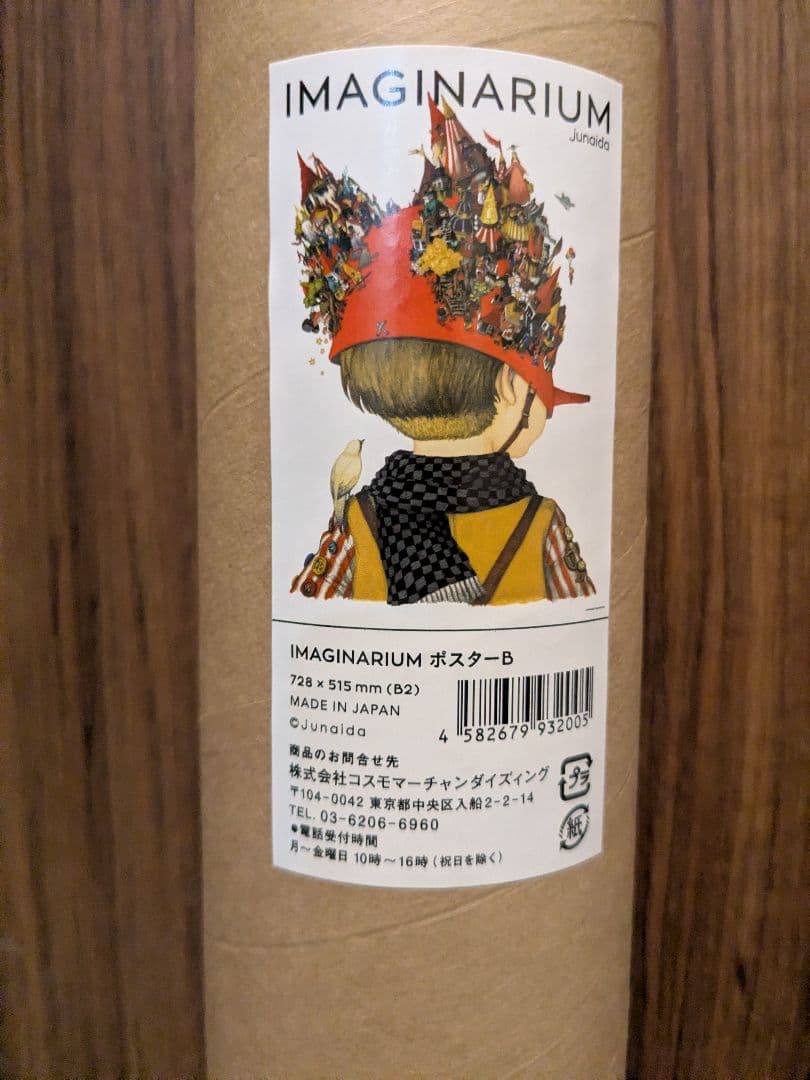 IMAGINARIUM
Junaida
IMAGINARIUM ポスターB
728 × 515 mm (B2)
MADE IN JAPAN
©Junaida
4 582679 932005
商品のお問合せ先
株式会社コスモマーチャンダイズィング
〒104-0042 東京都中央区入船2-2-14
TEL. 03-6206-6960
●電話受付時間
月〜金曜日 10時〜16時（祝日を除く）
プラ
紙